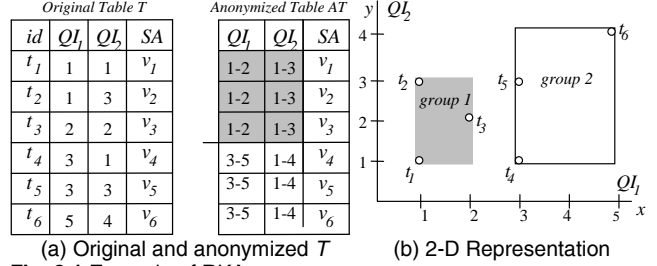 Original Table T
id QI1 QI2 SA
t1 1 1 v1
t2 1 3 v2
t3 2 2 v3
t4 3 1 v4
t5 3 3 v5
t6 5 4 v6
Anonymized Table AT
QI1 QI2 SA
1-2 1-3 v1
1-2 1-3 v2
1-2 1-3 v3
3-5 1-4 v4
3-5 1-4 v5
3-5 1-4 v6
(a) Original and anonymized T
y QI2
4
3
2
1
t6
t2
group 1
t3
t1
t5
group 2
t4
QI1
1 2 3 4 5 x
(b) 2-D Representation